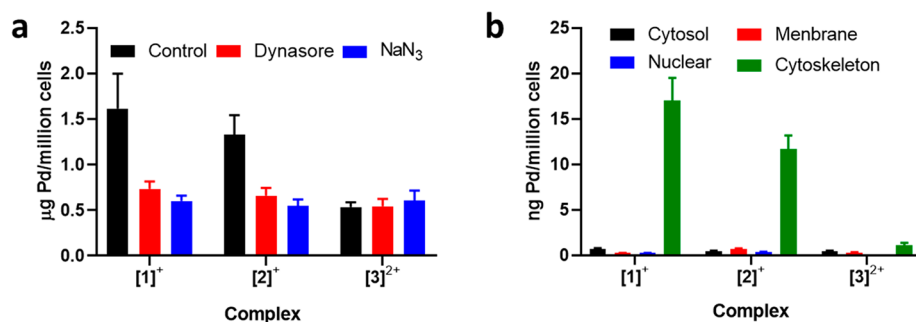 a
2.5
2.0
1.5
1.0
0.5
0.0
µg Pd/million cells
Control Dynasore NaN₃
[1]⁺ [2]⁺ [3]²⁺
Complex
b
25
20
15
10
5
0
ng Pd/million cells
Cytosol Menbrane
Nuclear Cytoskeleton
[1]⁺ [2]⁺ [3]²⁺
Complex